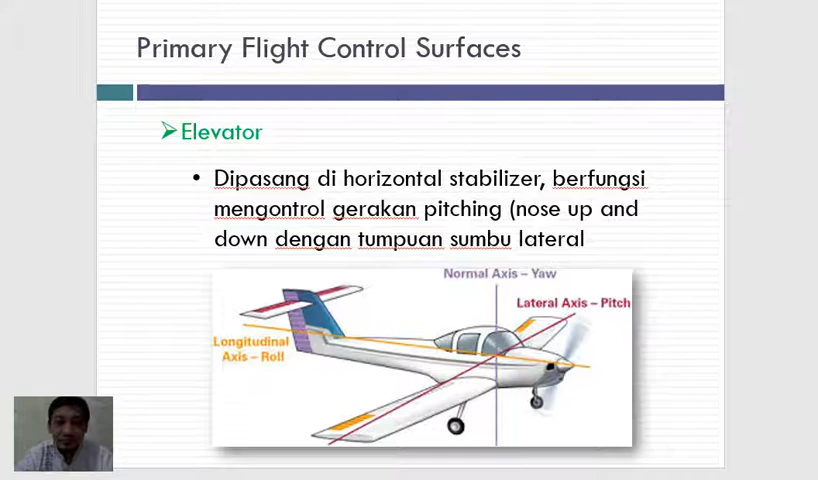 Primary Flight Control Surfaces
Elevator
• Dipasang di horizontal stabilizer, berfungsi
mengontrol gerakan pitching (nose up and
down dengan tumpuan sumbu lateral
Normal Axis – Yaw
Lateral Axis – Pitch
Longitudinal
Axis – Roll